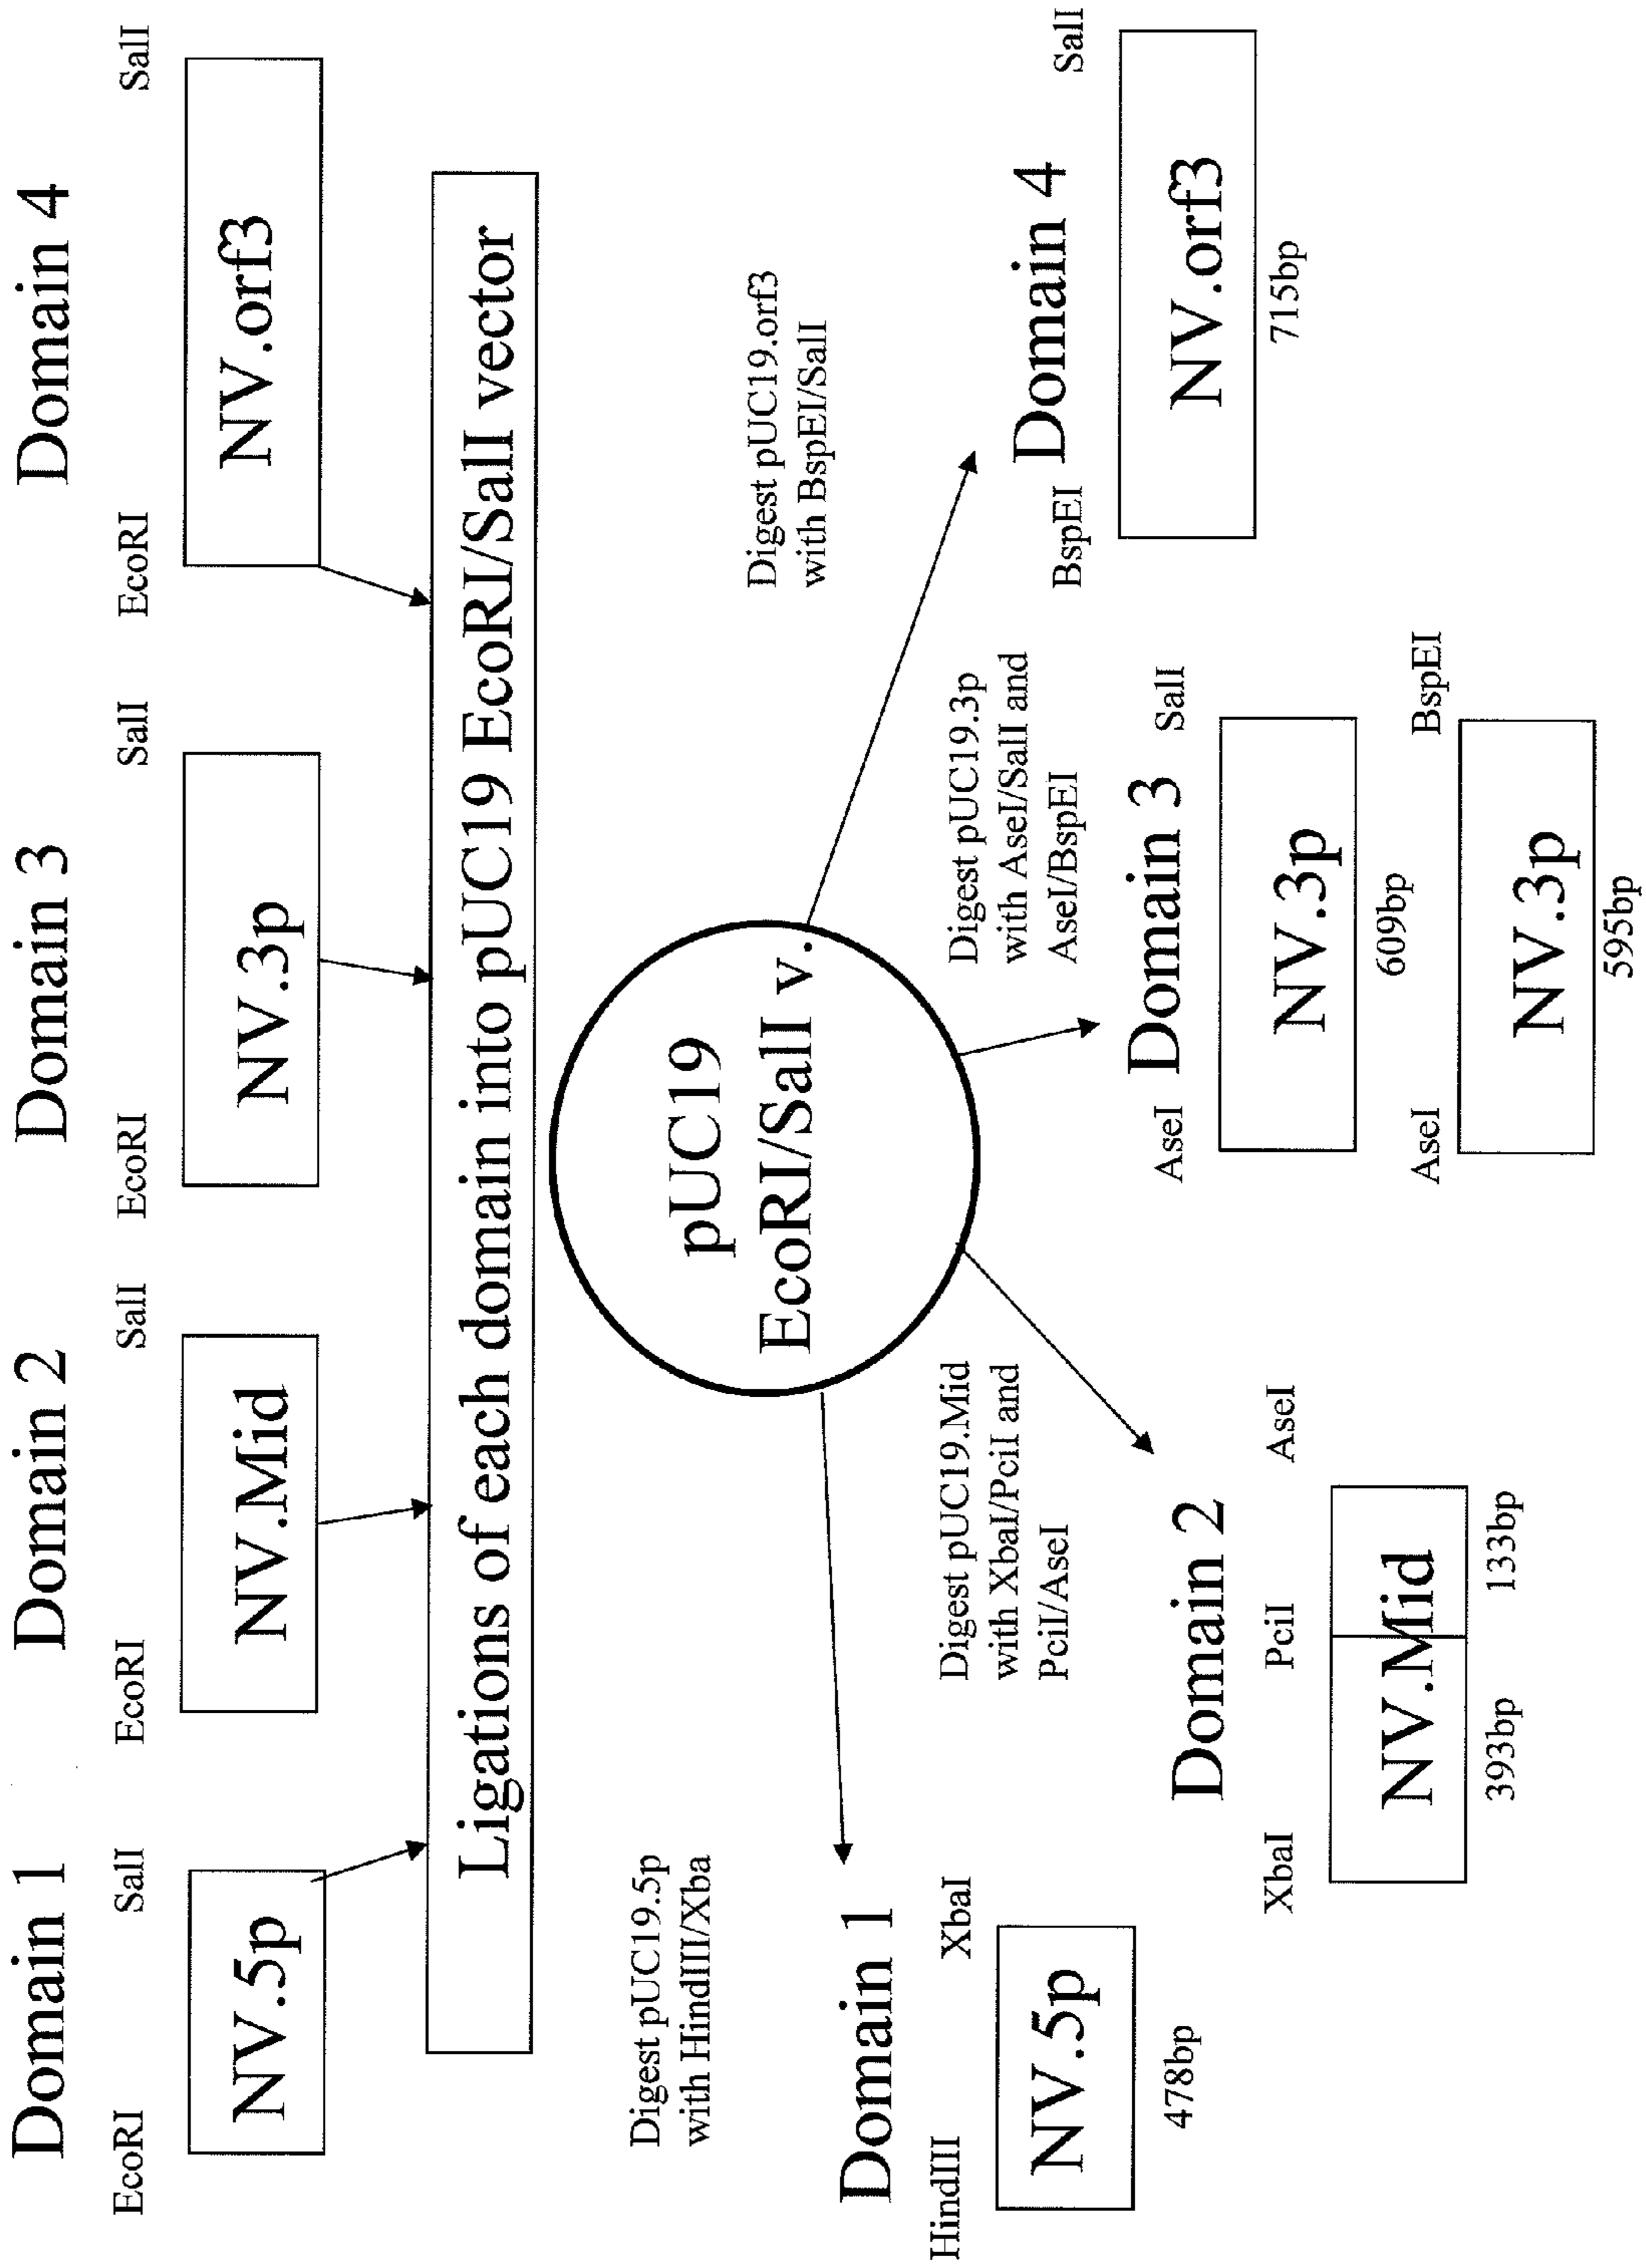 Domain 1
Domain 2
Domain 3
Domain 4
EcoRI
SalI
EcoRI
SalI
EcoRI
SalI
EcoRI
SalI
NV.5p
NV.Mid
NV.3p
NV.orf3
Ligations of each domain into pUC19 EcoRI/SalI vector
pUC19
EcoRI/SalI v.
Digest pUC19.5p
with HindIII/Xba
Digest pUC19.Mid
with XbaI/PciI and
PciI/AseI
Digest pUC19.3p
with AseI/SalI and
AseI/BspEI
Digest pUC19.orf3
with BspEI/SalI
Domain 1
HindIII
XbaI
NV.5p
478bp
Domain 2
XbaI
PciI
AseI
NV.Mid
393bp
133bp
Domain 3
AseI
SalI
NV.3p
609bp
AseI
BspEI
NV.3p
595bp
Domain 4
BspEI
SalI
NV.orf3
715bp